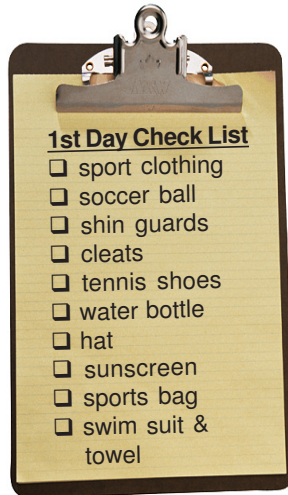 1st Day Check List
❑ sport clothing
❑ soccer ball
❑ shin guards
❑ cleats
❑ tennis shoes
❑ water bottle
❑ hat
❑ sunscreen
❑ sports bag
❑ swim suit &
towel